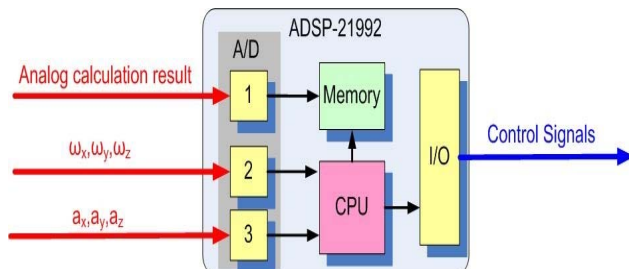 ADSP-21992
A/D
Analog calculation result
1
Memory
ωx,ωy,ωz
2
CPU
I/O
Control Signals
ax,ay,az
3